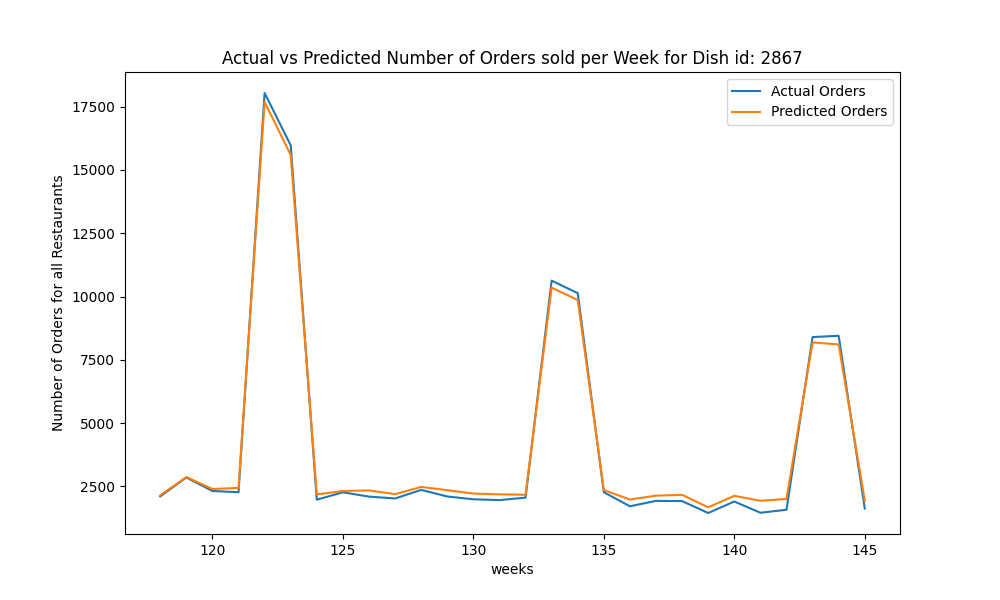 Actual vs Predicted Number of Orders sold per Week for Dish id: 2867
Actual Orders
Predicted Orders
Number of Orders for all Restaurants
17500
15000
12500
10000
7500
5000
2500
120
125
130
135
140
145
weeks